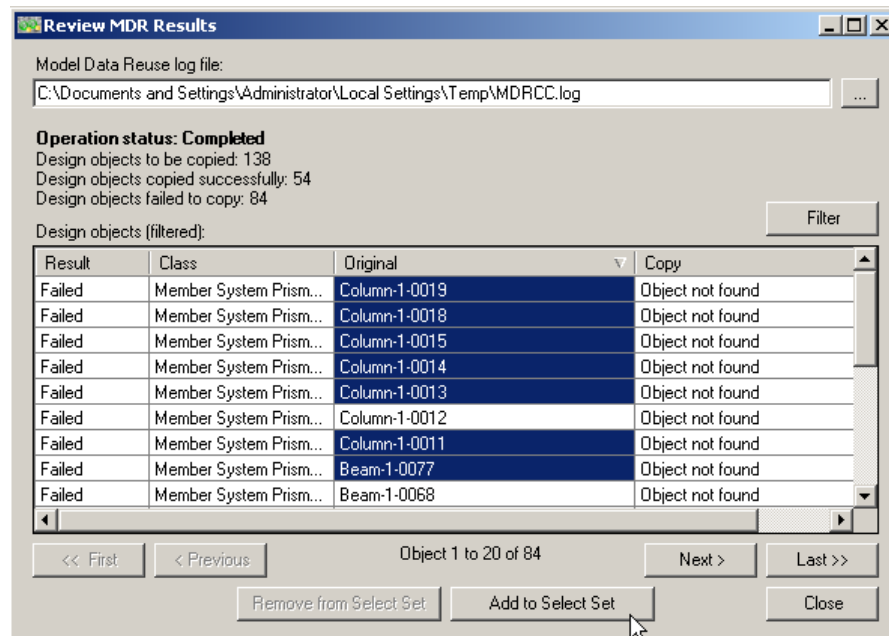 Review MDR Results
Model Data Reuse log file:
C:\Documents and Settings\Administrator\Local Settings\Temp\MDRCC.log ...
Operation status: Completed
Design objects to be copied: 138
Design objects copied successfully: 54
Design objects failed to copy: 84
Filter
Design objects (filtered):
Result Class Original Copy
Failed Member System Prism... Column-1-0019 Object not found
Failed Member System Prism... Column-1-0018 Object not found
Failed Member System Prism... Column-1-0015 Object not found
Failed Member System Prism... Column-1-0014 Object not found
Failed Member System Prism... Column-1-0013 Object not found
Failed Member System Prism... Column-1-0012 Object not found
Failed Member System Prism... Column-1-0011 Object not found
Failed Member System Prism... Beam-1-0077 Object not found
Failed Member System Prism... Beam-1-0068 Object not found
<< First < Previous Object 1 to 20 of 84 Next > Last >>
Remove from Select Set Add to Select Set Close